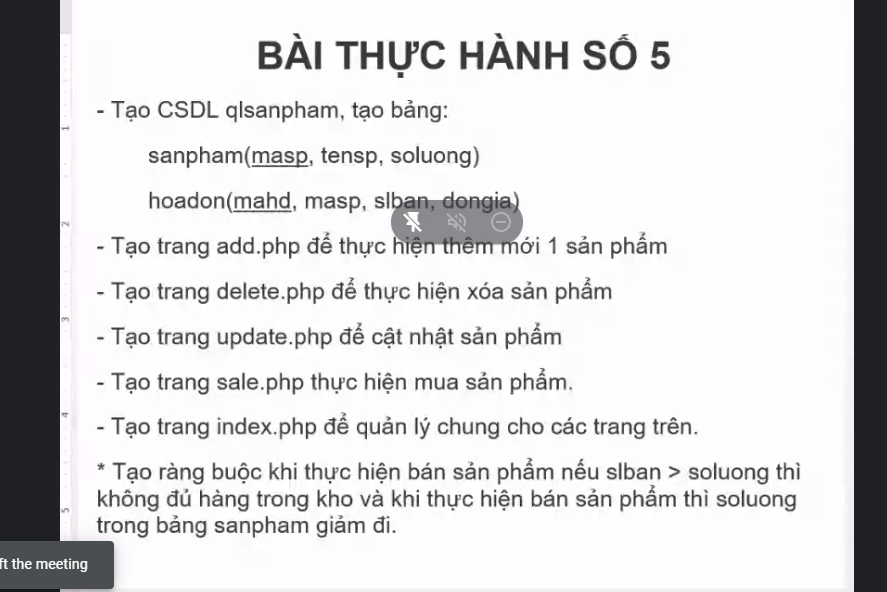 BÀI THỰC HÀNH SỐ 5
- Tạo CSDL qlsanpham, tạo bảng:
sanpham(masp, tensp, soluong)
hoadon(mahd, masp, slban, dongia)
- Tạo trang add.php để thực hiện thêm mới 1 sản phẩm
- Tạo trang delete.php để thực hiện xóa sản phẩm
- Tạo trang update.php để cật nhật sản phẩm
- Tạo trang sale.php thực hiện mua sản phẩm.
- Tạo trang index.php để quản lý chung cho các trang trên.
* Tạo ràng buộc khi thực hiện bán sản phẩm nếu slban > soluong thì
không đủ hàng trong kho và khi thực hiện bán sản phẩm thì soluong
trong bảng sanpham giảm đi.
ft the meeting
1
2
3
4
5